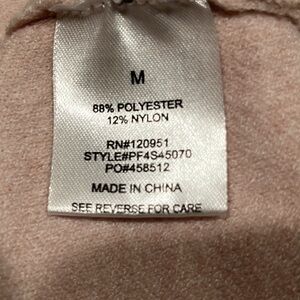 M
88% POLYESTER
12% NYLON
RN#120951
STYLE#PF4S45070
PO#458512
MADE IN CHINA
SEE REVERSE FOR CARE